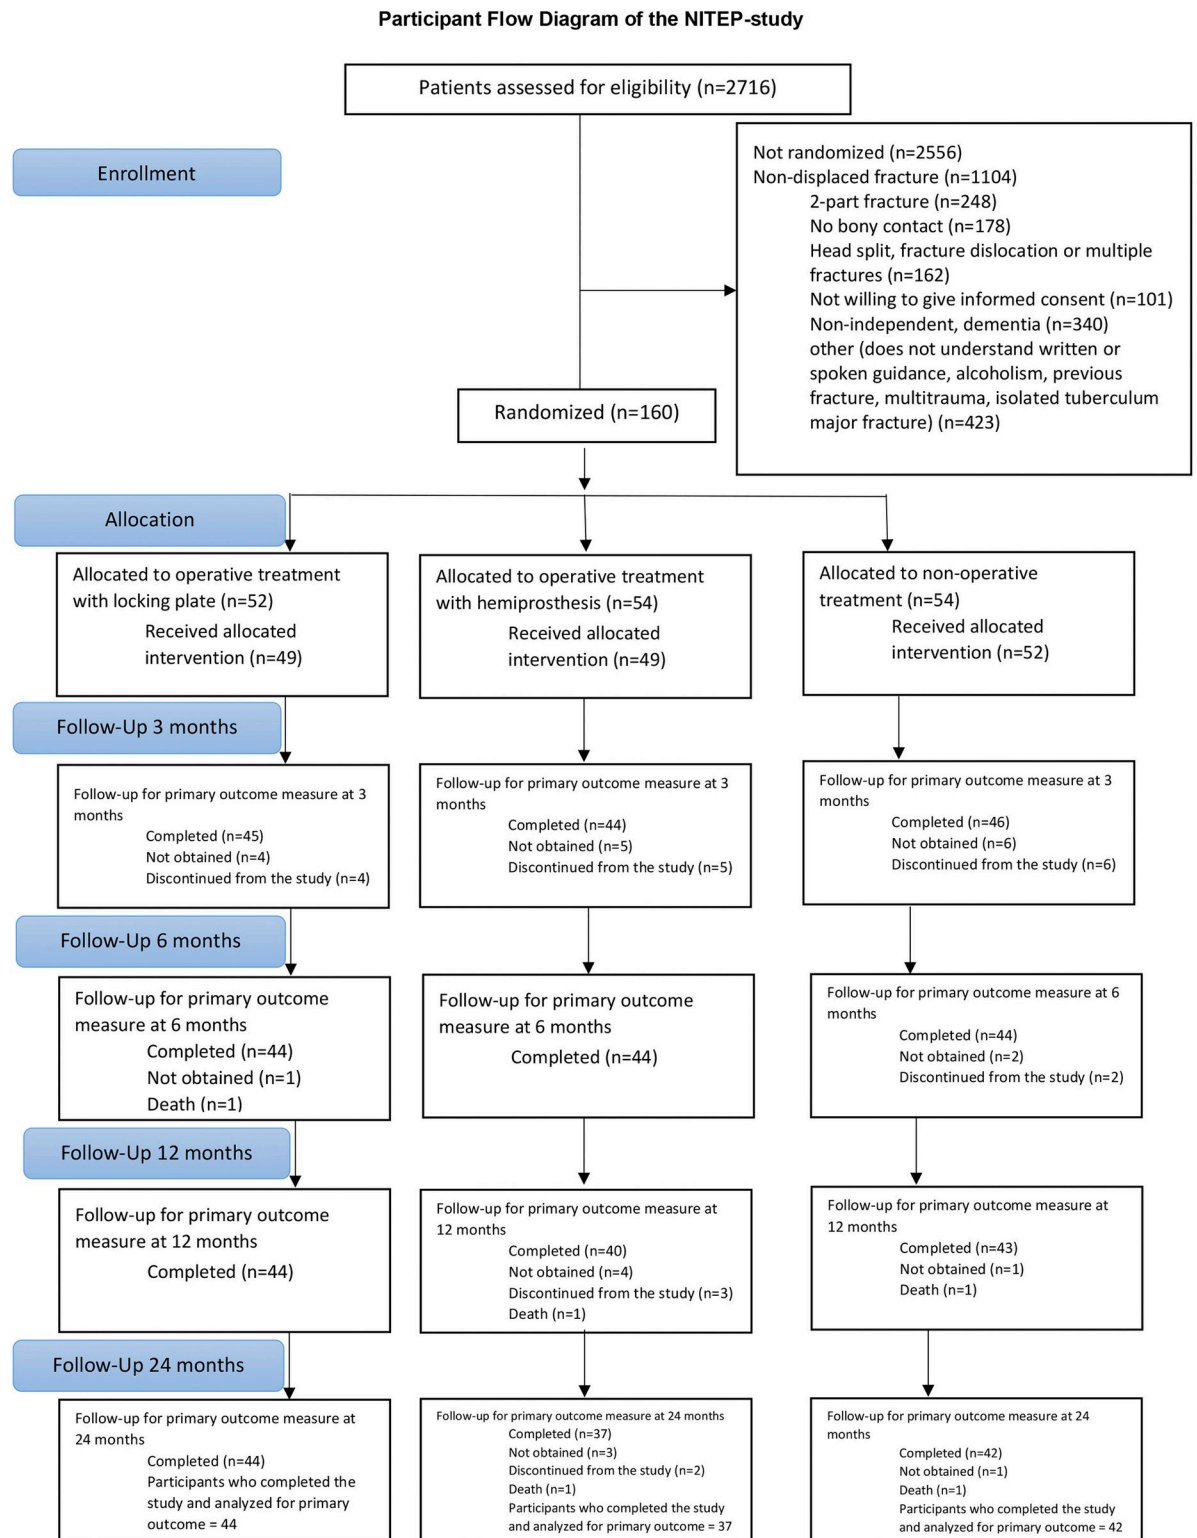 Participant Flow Diagram of the NITEP-study
Patients assessed for eligibility (n=2716)
Enrollment
Not randomized (n=2556)
Non-displaced fracture (n=1104)
2-part fracture (n=248)
No bony contact (n=178)
Head split, fracture dislocation or multiple
fractures (n=162)
Not willing to give informed consent (n=101)
Non-independent, dementia (n=340)
other (does not understand written or
spoken guidance, alcoholism, previous
fracture, multitrauma, isolated tuberculum
major fracture) (n=423)
Randomized (n=160)
Allocation
Allocated to operative treatment
with locking plate (n=52)
Received allocated
intervention (n=49)
Allocated to operative treatment
with hemiprosthesis (n=54)
Received allocated
intervention (n=49)
Allocated to non-operative
treatment (n=54)
Received allocated
intervention (n=52)
Follow-Up 3 months
Follow-up for primary outcome measure at 3
months
Completed (n=45)
Not obtained (n=4)
Discontinued from the study (n=4)
Follow-up for primary outcome measure at 3
months
Completed (n=44)
Not obtained (n=5)
Discontinued from the study (n=5)
Follow-up for primary outcome measure at 3
months
Completed (n=46)
Not obtained (n=6)
Discontinued from the study (n=6)
Follow-Up 6 months
Follow-up for primary outcome
measure at 6 months
Completed (n=44)
Not obtained (n=1)
Death (n=1)
Follow-up for primary outcome
measure at 6 months
Completed (n=44)
Follow-up for primary outcome measure at 6
months
Completed (n=44)
Not obtained (n=2)
Discontinued from the study (n=2)
Follow-Up 12 months
Follow-up for primary outcome
measure at 12 months
Completed (n=44)
Follow-up for primary outcome measure at
12 months
Completed (n=40)
Not obtained (n=4)
Discontinued from the study (n=3)
Death (n=1)
Follow-up for primary outcome measure at
12 months
Completed (n=43)
Not obtained (n=1)
Death (n=1)
Follow-Up 24 months
Follow-up for primary outcome measure at
24 months
Completed (n=44)
Participants who completed the
study and analyzed for primary
outcome = 44
Follow-up for primary outcome measure at 24 months
Completed (n=37)
Not obtained (n=3)
Discontinued from the study (n=2)
Death (n=1)
Participants who completed the study
and analyzed for primary outcome = 37
Follow-up for primary outcome measure at 24
months
Completed (n=42)
Not obtained (n=1)
Death (n=1)
Participants who completed the study
and analyzed for primary outcome = 42